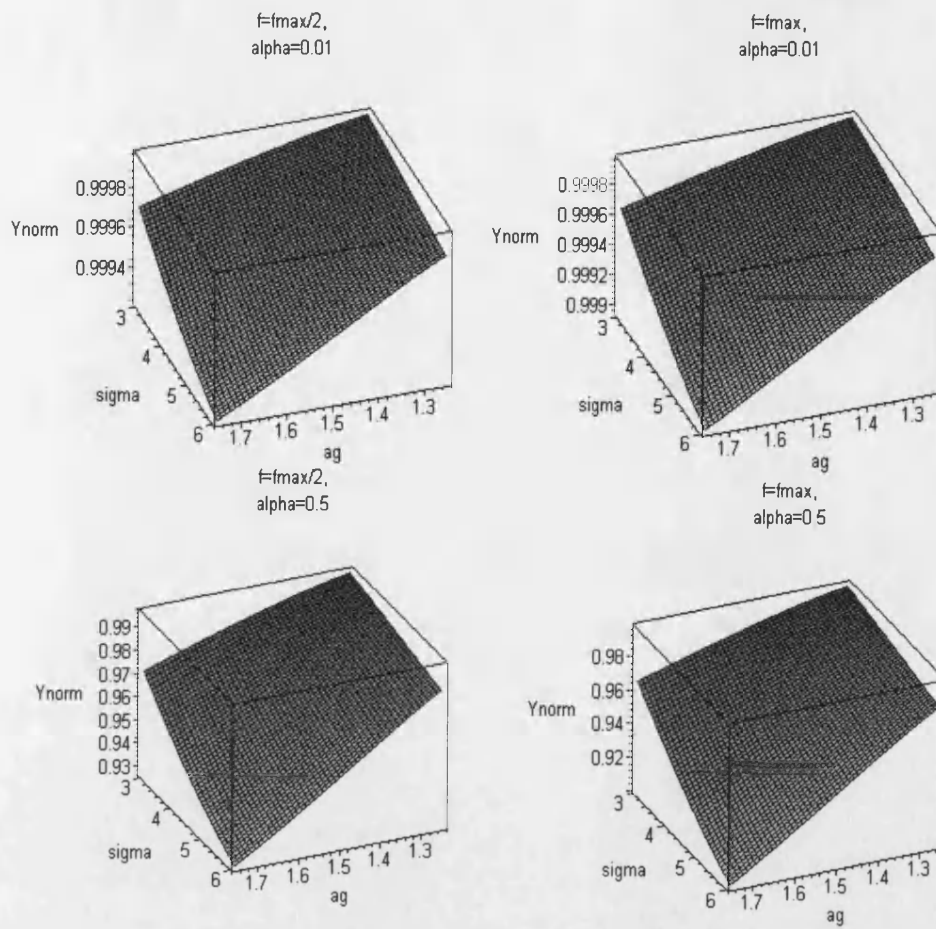 f=fmax/2,
alpha=0.01
0.9998
0.9996
Ynorm
0.9994
3
4
sigma
5
6
1.7
1.6
1.5
1.4
1.3
ag
f=fmax,
alpha=0.01
0.9998
0.9996
Ynorm
0.9994
0.9992
0.999
3
4
sigma
5
6
1.7
1.6
1.5
1.4
1.3
ag
f=fmax/2,
alpha=0.5
0.99
0.98
0.97
Ynorm
0.96
0.95
0.94
0.93
3
4
sigma
5
6
1.7
1.6
1.5
1.4
1.3
ag
f=fmax,
alpha=0.5
0.98
0.96
Ynorm
0.94
0.92
3
4
sigma
5
6
1.7
1.6
1.5
1.4
1.3
ag